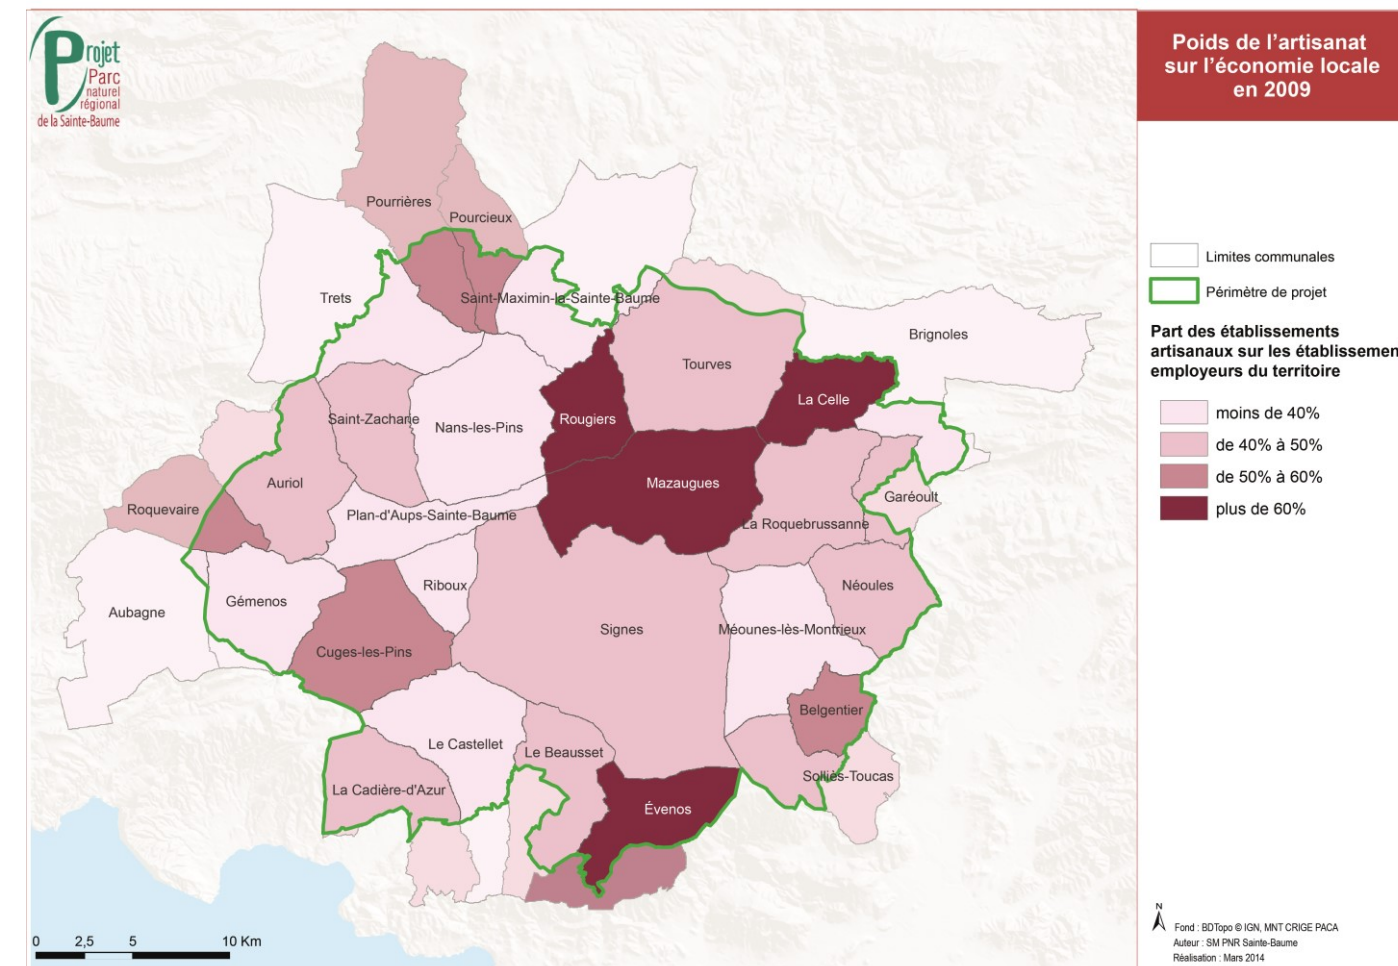 Projet
Parc
naturel
régional
de la Sainte-Baume
Poids de l'artisanat
sur l'économie locale
en 2009
Limites communales
Périmètre de projet
Part des établissements
artisanaux sur les établissemen
employeurs du territoire
moins de 40%
de 40% à 50%
de 50% à 60%
plus de 60%
Pourrières
Pourcieux
Trets
Saint-Maximin-la-Sainte-Baume
Brignoles
Tourves
La Celle
Saint-Zacharie
Nans-les-Pins
Rougiers
Auriol
Mazaugues
Garéoult
Roquevaire
Plan-d'Aups-Sainte-Baume
La Roquebrussanne
Riboux
Néoules
Gémenos
Aubagne
Signes
Méounes-lès-Montrieux
Cuges-les-Pins
Belgentier
Le Castellet
Le Beausset
Solliès-Toucas
La Cadière-d'Azur
Évenos
0 2,5 5 10 Km
N
Fond : BDTopo © IGN, MNT CRIGE PACA
Auteur : SM PNR Sainte-Baume
Réalisation : Mars 2014